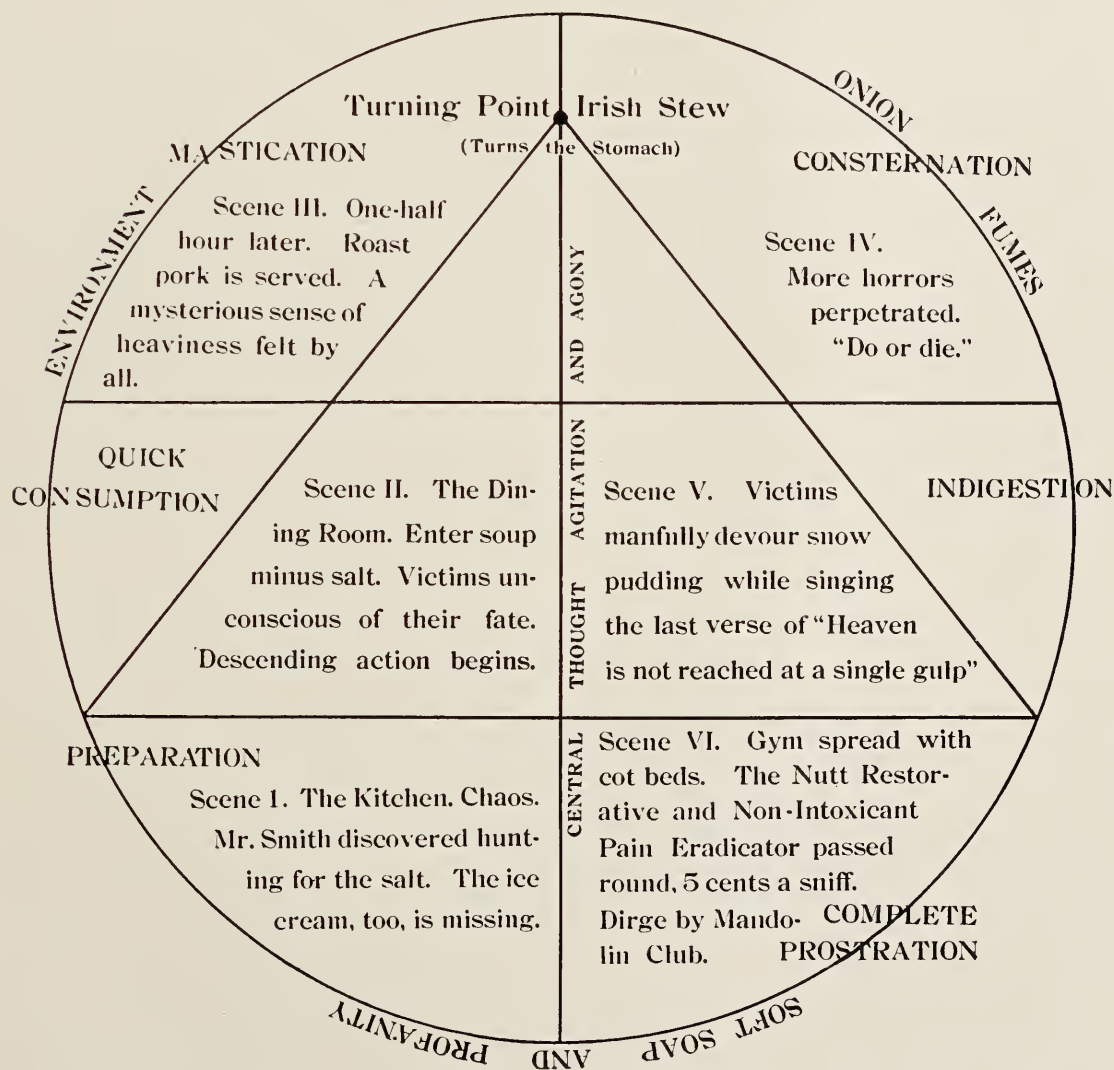 Turning Point Irish Stew
(Turns the Stomach)
MASTICATION
Scene III. One-half
hour later. Roast
pork is served. A
mysterious sense of
heaviness felt by
all.
ONION
FUMES
CONSTERNATION
Scene IV.
More horrors
perpetrated.
"Do or die."
ENVIRONMENT
QUICK
CONSUMPTION
Scene II. The Din-
ing Room. Enter soup
minus salt. Victims un-
conscious of their fate.
Descending action begins.
CENTRAL THOUGHT AGITATION AND AGONY
Scene V. Victims
manfully devour snow
pudding while singing
the last verse of "Heaven
is not reached at a single gulp"
INDIGESTION
PREPARATION
Scene I. The Kitchen. Chaos.
Mr. Smith discovered hunt-
ing for the salt. The ice
cream, too, is missing.
Scene VI. Gym spread with
cot beds. The Nutt Restor-
ative and Non-Intoxicant
Pain Eradicator passed
round, 5 cents a sniff.
Dirge by Mando-
lin Club.
COMPLETE
PROSTRATION
SOFT SOAP AND PROFANITY